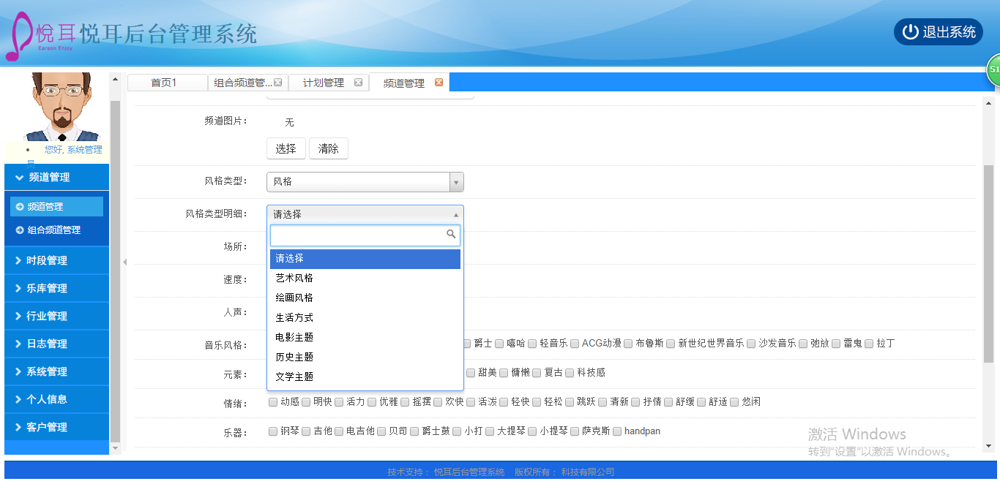 悦耳 悦耳后台管理系统
Earson Enjoy
退出系统
51
首页1 组合频道管... 计划管理 频道管理
您好, 系统管理
员
频道管理
频道管理
组合频道管理
时段管理
乐库管理
行业管理
日志管理
系统管理
个人信息
客户管理
频道图片： 无
选择 清除
风格类型： 风格
风格类型明细： 请选择
请选择
艺术风格
绘画风格
生活方式
电影主题
历史主题
文学主题
场所：
速度：
人声：
音乐风格： 爵士 嘻哈 轻音乐 ACG动漫 布鲁斯 新世纪世界音乐 沙发音乐 弛放 雷鬼 拉丁
元素： 甜美 慵懒 复古 科技感
情绪： 动感 明快 活力 优雅 摇摆 欢快 活泼 轻快 轻松 跳跃 清新 抒情 舒缓 舒适 悠闲
乐器： 钢琴 吉他 电吉他 贝司 爵士鼓 小打 大提琴 小提琴 萨克斯 handpan
激活 Windows
转到"设置"以激活 Windows。
技术支持： 悦耳后台管理系统 版权所有： 科技有限公司